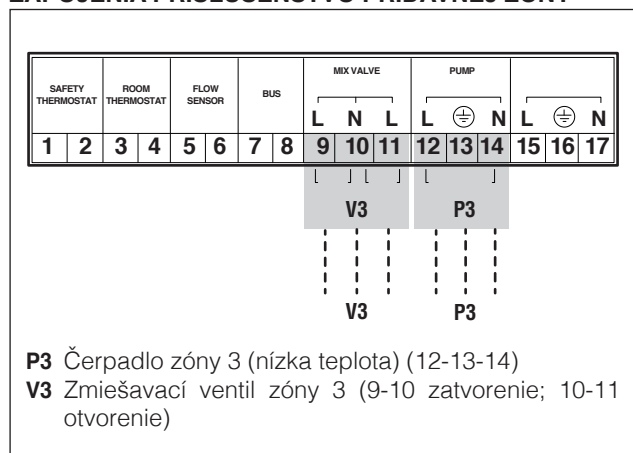 SAFETY THERMOSTAT
ROOM THERMOSTAT
FLOW SENSOR
BUS
MIX VALVE
PUMP
L N L L N L N
1 2 3 4 5 6 7 8 9 10 11 12 13 14 15 16 17
V3 P3
V3 P3
P3 Čerpadlo zóny 3 (nízka teplota) (12-13-14)
V3 Zmiešavací ventil zóny 3 (9-10 zatvorenie; 10-11
otvorenie)